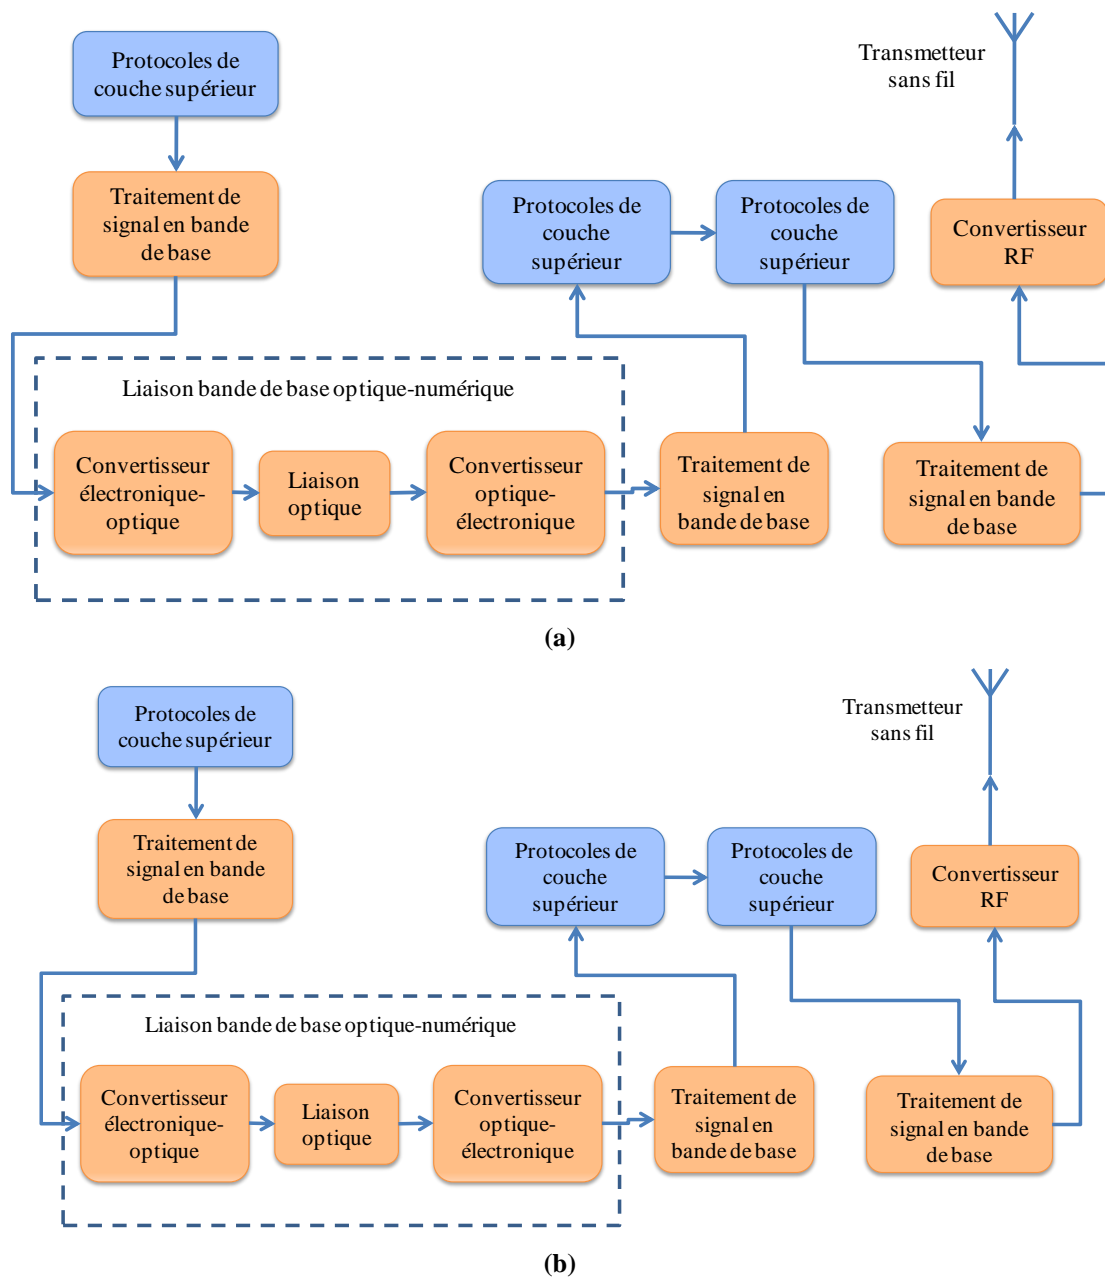 Protocoles de
couche supérieur
Transmetteur
sans fil
Traitement de
signal en bande
de base
Protocoles de
couche
supérieur
Protocoles de
couche
supérieur
Convertisseur
RF
Liaison bande de base optique-numérique
Convertisseur
électronique-
optique
Liaison
optique
Convertisseur
optique-
électronique
Traitement de
signal en
bande de base
Traitement de
signal en bande
de base
(a)
Protocoles de
couche supérieur
Transmetteur
sans fil
Traitement de
signal en bande
de base
Protocoles de
couche
supérieur
Protocoles de
couche
supérieur
Convertisseur
RF
Liaison bande de base optique-numérique
Convertisseur
électronique-
optique
Liaison
optique
Convertisseur
optique-
électronique
Traitement de
signal en
bande de base
Traitement de
signal en bande
de base
(b)